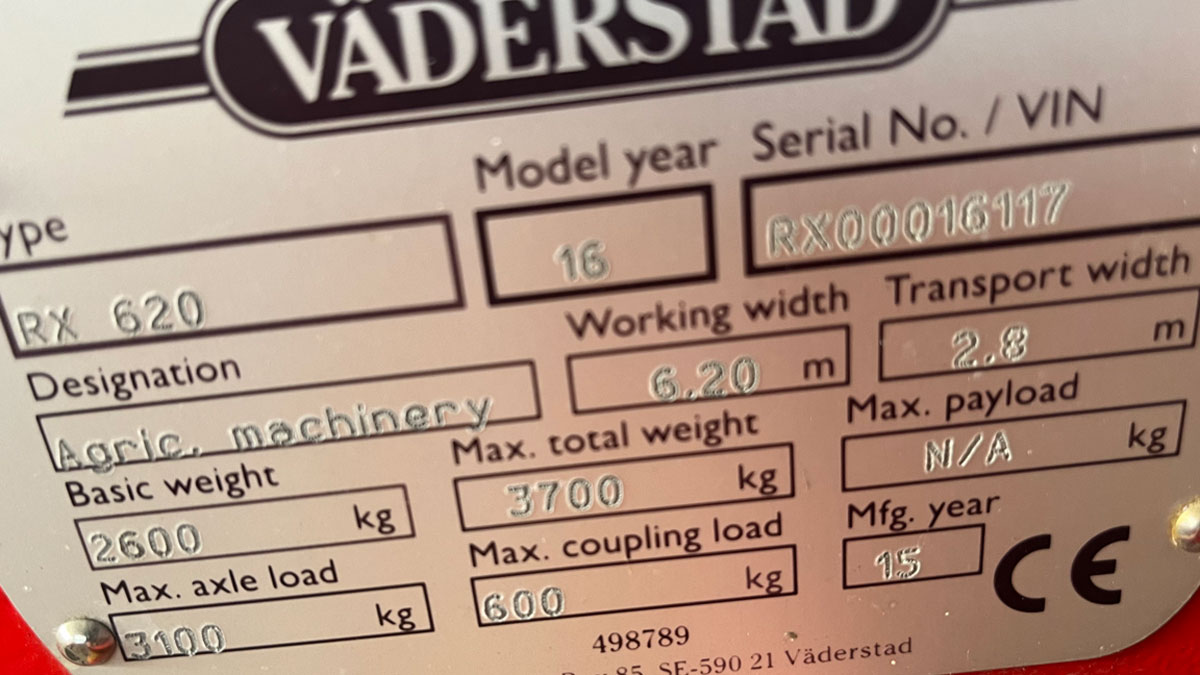 VÄDERSTAD
ype Model year Serial No. / VIN
RX 620 16 RX00016117
Designation Working width Transport width
Agric. machinery 6.20 m 2.8 m
Basic weight Max. total weight Max. payload
2600 kg 3700 kg N/A kg
Max. axle load Max. coupling load Mfg. year
3100 kg 600 kg 15 CE
498789
85, SE-590 21 Väderstad